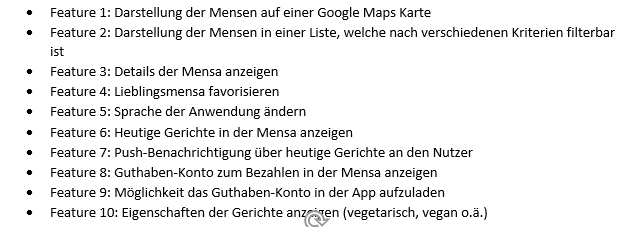 • Feature 1: Darstellung der Mensen auf einer Google Maps Karte
• Feature 2: Darstellung der Mensen in einer Liste, welche nach verschiedenen Kriterien filterbar
ist
• Feature 3: Details der Mensa anzeigen
• Feature 4: Lieblingsmensa favorisieren
• Feature 5: Sprache der Anwendung ändern
• Feature 6: Heutige Gerichte in der Mensa anzeigen
• Feature 7: Push-Benachrichtigung über heutige Gerichte an den Nutzer
• Feature 8: Guthaben-Konto zum Bezahlen in der Mensa anzeigen
• Feature 9: Möglichkeit das Guthaben-Konto in der App aufzuladen
• Feature 10: Eigenschaften der Gerichte anzeigen (vegetarisch, vegan o.ä.)